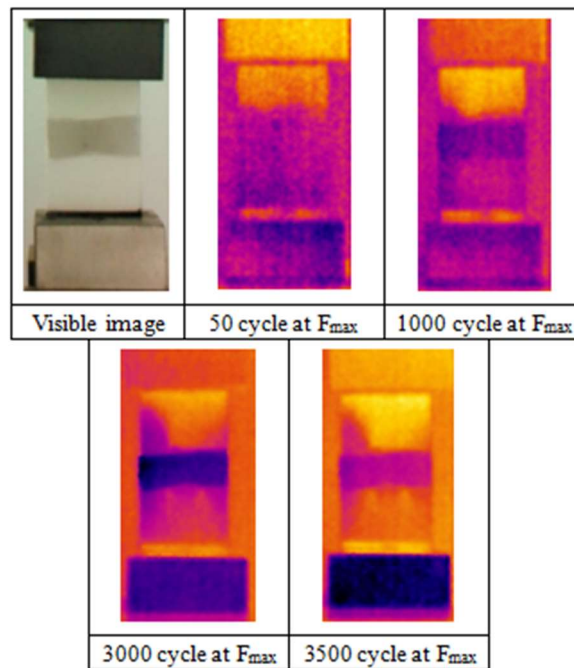 Visible image
50 cycle at Fmax
1000 cycle at Fmax
3000 cycle at Fmax
3500 cycle at Fmax